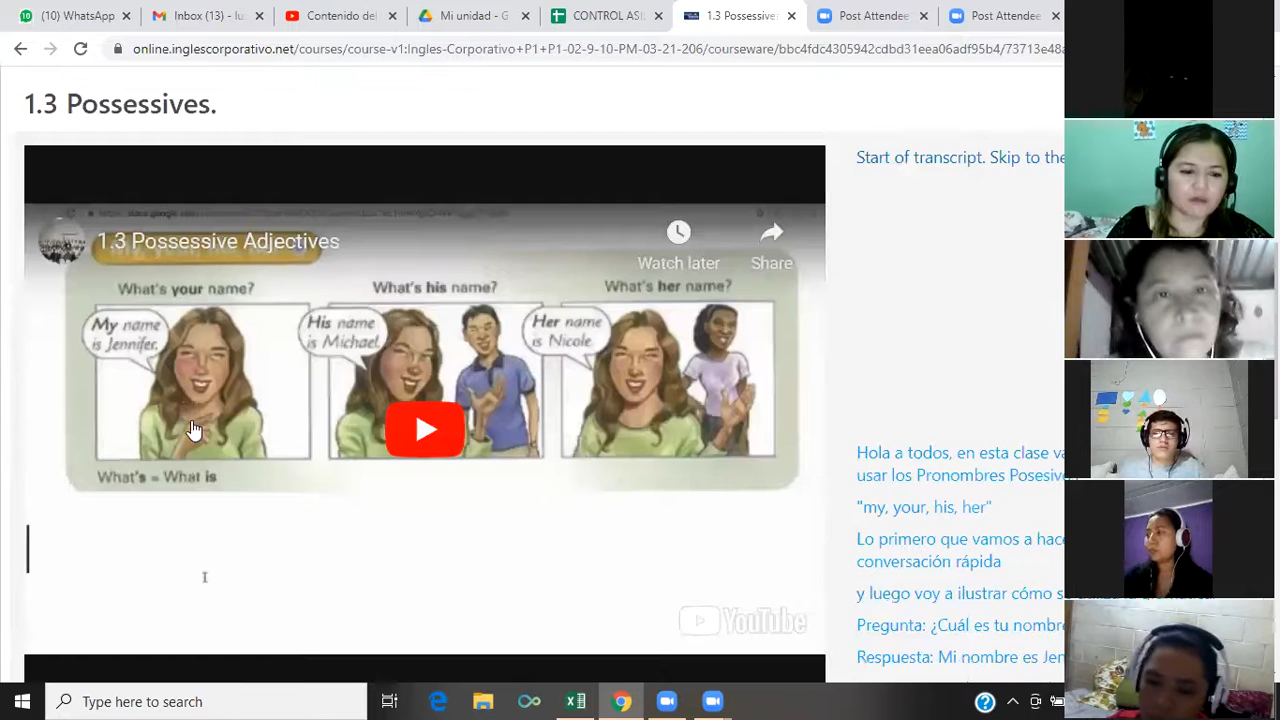 (10) WhatsApp
Inbox (13) - lu
Contenido del
Mi unidad - G
CONTROL ASI
1.3 Possessive
Post Attendee
Post Attendee
online.inglescorporativo.net/courses/course-v1:Ingles-Corporativo+P1+P1-02-9-10-PM-03-21-206/courseware/bbc4fdc4305942cdbd31eea06adf95b4/73713e48a
1.3 Possessives.
Start of transcript. Skip to the
1.3 Possessive Adjectives
Watch later
Share
What's your name?
What's his name?
What's her name?
My name
is Jennifer.
His name
is Michael.
Her name
is Nicole.
What's = What is
YouTube
Hola a todos, en esta clase va
usar los Pronombres Posesiv
"my, your, his, her"
Lo primero que vamos a hace
conversación rápida
y luego voy a ilustrar cómo s
Pregunta: ¿Cuál es tu nombre
Respuesta: Mi nombre es Jen
Type here to search